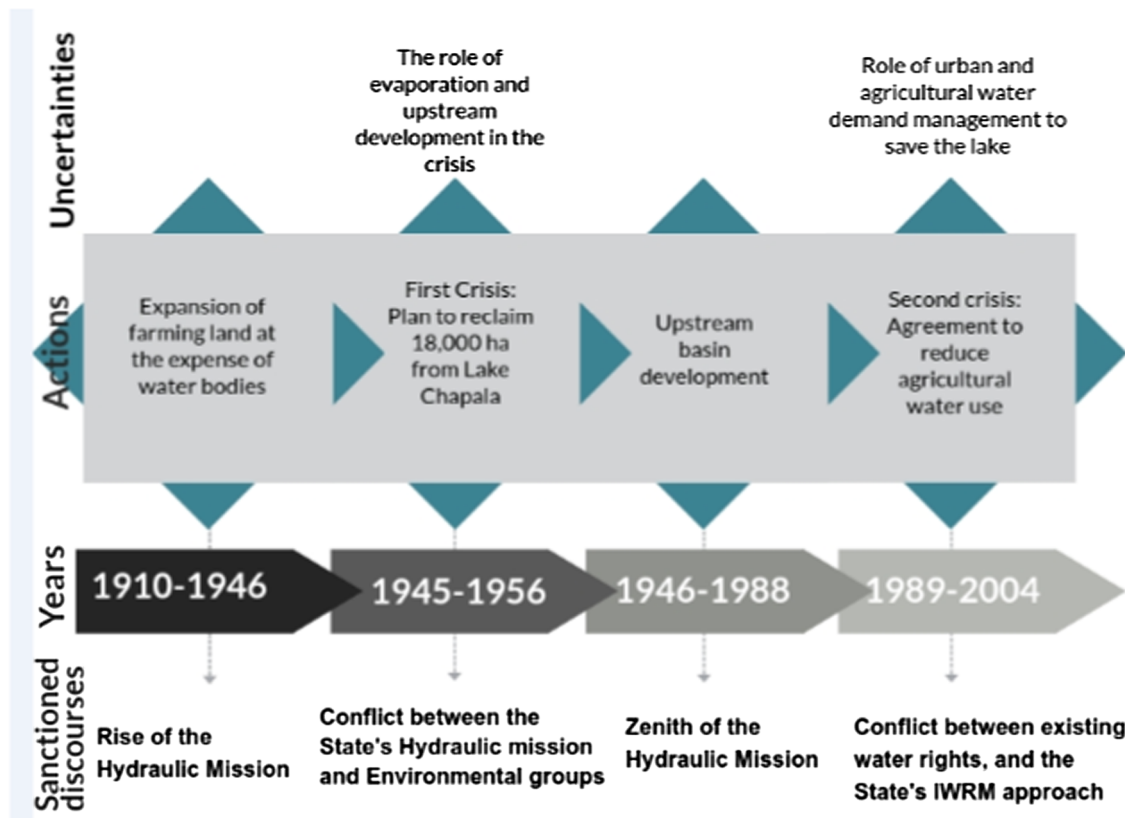 Uncertainties
The role of
evaporation and
upstream
development in the
crisis
Role of urban and
agricultural water
demand management to
save the lake
Actions
Expansion of
farming land at
the expense of
water bodies
First Crisis:
Plan to reclaim
18,000 ha
from Lake
Chapala
Upstream
basin
development
Second crisis:
Agreement to
reduce
agricultural
water use
Years
1910-1946
1945-1956
1946-1988
1989-2004
Sanctioned
discourses
Rise of the
Hydraulic Mission
Conflict between the
State's Hydraulic mission
and Environmental groups
Zenith of the
Hydraulic Mission
Conflict between existing
water rights, and the
State's IWRM approach